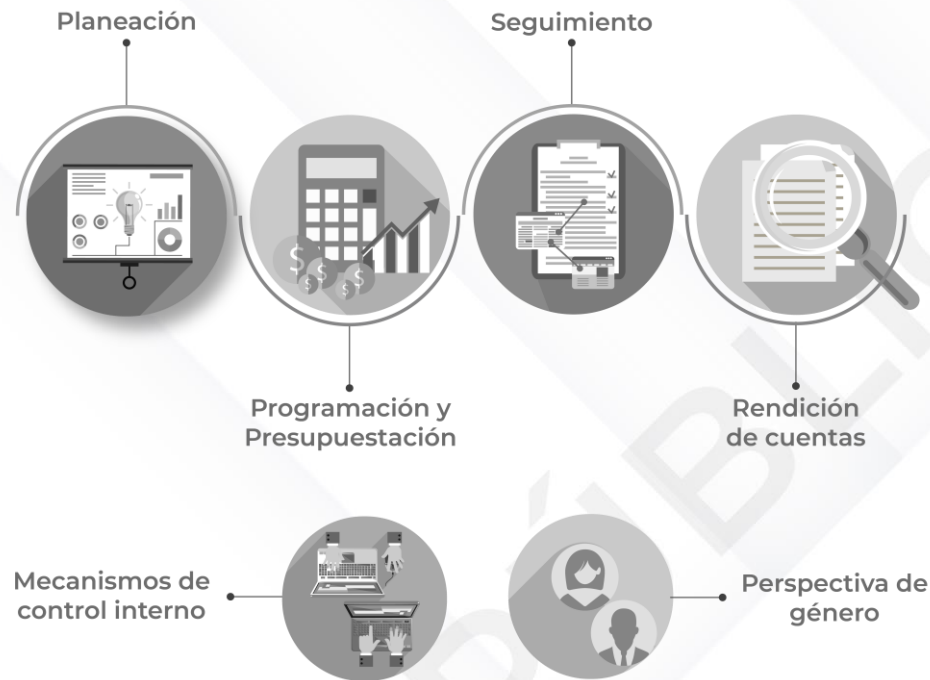 Planeación
Seguimiento
Programación y
Presupuestación
Rendición
de cuentas
Mecanismos de
control interno
Perspectiva de
género